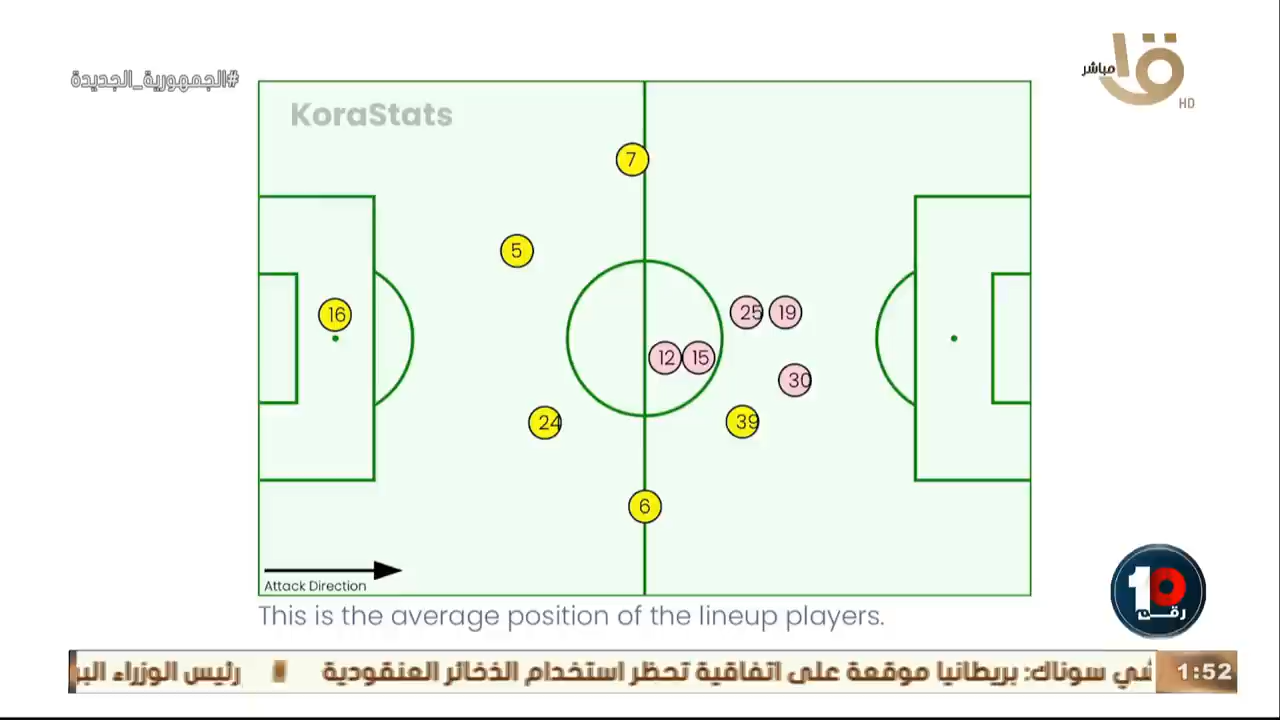 #الجمهورية_الجديدة
مباشر
HD
KoraStats
7
5
16
25
19
12
15
30
24
39
6
Attack Direction
This is the average position of the lineup players.
10
رقم
سوناك: بريطانيا موقعة على اتفاقية تحظر استخدام الذخائر العنقودية
رئيس الوزراء
1:52